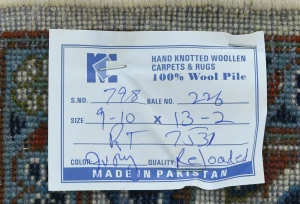 HAND KNOTTED WOOLLEN
CARPETS & RUGS
100% Wool Pile
S.NO. 798 BALE NO. 226
SIZE 9-10 x 13-2
RT 7531
COLOR: Ivory QUALITY: Reloaded
MADE IN PAKISTAN